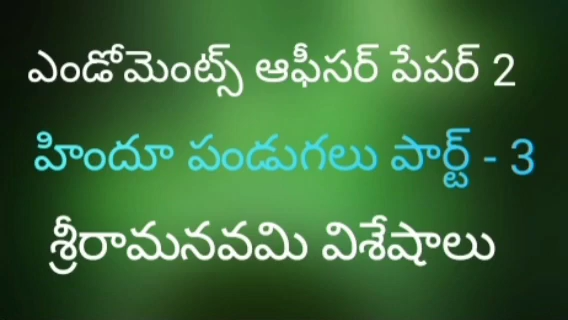 ఎండోమెంట్స్ ఆఫీసర్ పేపర్ 2
హిందూ పండుగలు పార్ట్ - 3
శ్రీరామనవమి విశేషాలు